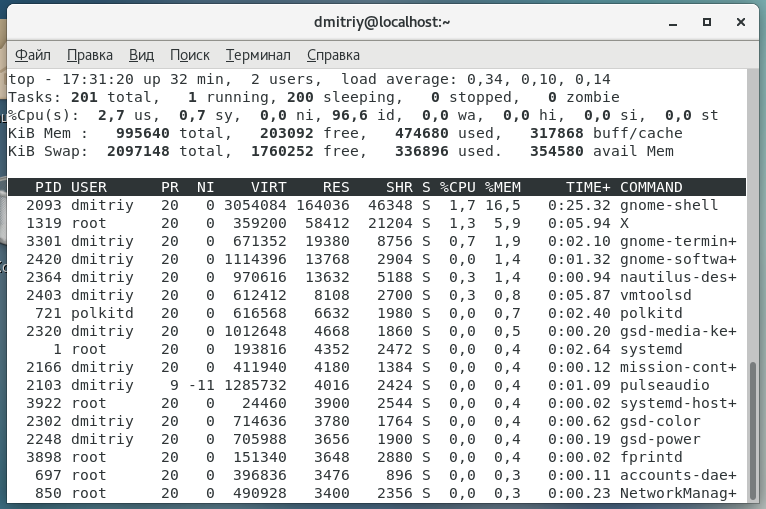 dmitriy@localhost:~
Файл Правка Вид Поиск Терминал Справка
top - 17:31:20 up 32 min,  2 users,  load average: 0,34, 0,10, 0,14
Tasks: 201 total,   1 running, 200 sleeping,   0 stopped,   0 zombie
%Cpu(s):  2,7 us,  0,7 sy,  0,0 ni, 96,6 id,  0,0 wa,  0,0 hi,  0,0 si,  0,0 st
KiB Mem :   995640 total,   203092 free,   474680 used,   317868 buff/cache
KiB Swap:  2097148 total,  1760252 free,   336896 used.   354580 avail Mem
PID USER      PR  NI    VIRT    RES    SHR S %CPU %MEM     TIME+ COMMAND
2093 dmitriy   20   0 3054084 164036  46348 S  1,7 16,5   0:25.32 gnome-shell
1319 root      20   0  359200  58412  21204 S  1,3  5,9   0:05.94 X
3301 dmitriy   20   0  671352  19380   8756 S  0,7  1,9   0:02.10 gnome-termin+
2420 dmitriy   20   0 1114396  13768   2904 S  0,0  1,4   0:01.32 gnome-softwa+
2364 dmitriy   20   0  970616  13632   5188 S  0,3  1,4   0:00.94 nautilus-des+
2403 dmitriy   20   0  612412   8108   2700 S  0,3  0,8   0:05.87 vmtoolsd
721 polkitd   20   0  616568   6632   1980 S  0,0  0,7   0:02.40 polkitd
2320 dmitriy   20   0 1012648   4668   1860 S  0,0  0,5   0:00.20 gsd-media-ke+
1 root      20   0  193816   4352   2472 S  0,0  0,4   0:02.64 systemd
2166 dmitriy   20   0  411940   4180   1384 S  0,0  0,4   0:00.12 mission-cont+
2103 dmitriy    9 -11 1285732   4016   2424 S  0,0  0,4   0:01.09 pulseaudio
3922 root      20   0   24460   3900   2544 S  0,0  0,4   0:00.02 systemd-host+
2302 dmitriy   20   0  714636   3780   1764 S  0,0  0,4   0:00.62 gsd-color
2248 dmitriy   20   0  705988   3656   1900 S  0,0  0,4   0:00.19 gsd-power
3898 root      20   0  151340   3648   2880 S  0,0  0,4   0:00.02 fprintd
697 root      20   0  396836   3476    896 S  0,0  0,3   0:00.11 accounts-dae+
850 root      20   0  490928   3400   2356 S  0,0  0,3   0:00.23 NetworkManag+